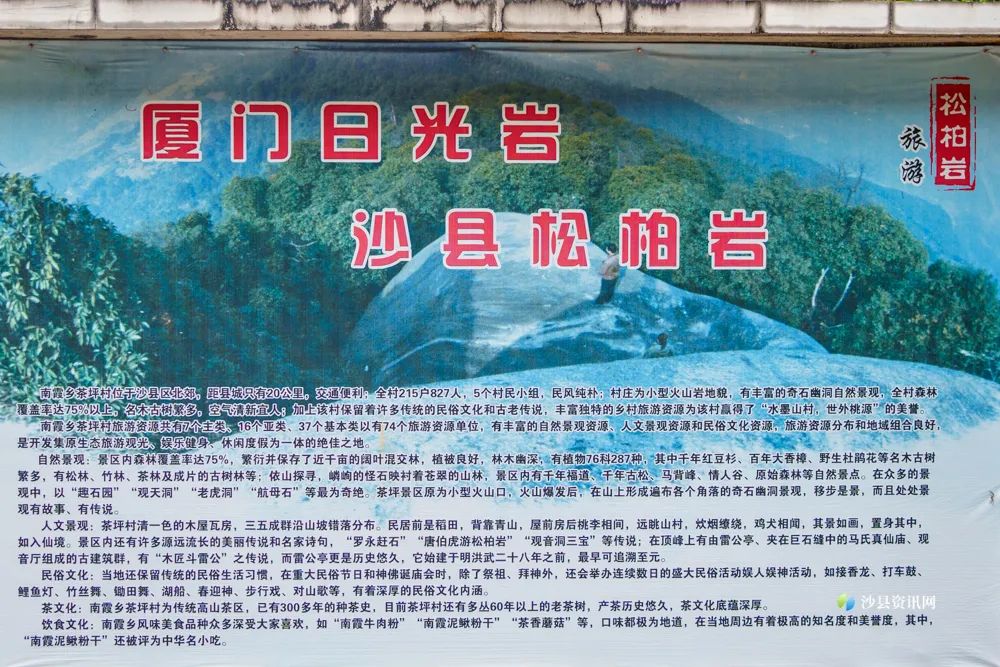 厦门日光岩
沙县松柏岩
松柏岩
旅游
南霞乡茶坪村位于沙县区北郊，距县城只有20公里，交通便利；全村215户827人，5个村民小组，民风纯朴；村庄为小型火山岩地貌，有丰富的奇石幽洞自然景观，全村森林
覆盖率达75%以上，名木古树繁多，空气清新宜人；加上该村保留着许多传统的民俗文化和古老传说，丰富独特的乡村旅游资源为该村赢得了“水墨山村，世外桃源”的美誉。
南霞乡茶坪村旅游资源共有7个主类、16个亚类、37个基本类以有74个旅游资源单位，有丰富的自然景观资源、人文景观资源和民俗文化资源，旅游资源分布和地域组合良好，
是开发集原生态旅游观光、娱乐健身、休闲度假为一体的绝佳之地。
自然景观：景区内森林覆盖率达75%，繁衍并保存了近千亩的阔叶混交林，植被良好，林木幽深，有植物76科287种，其中千年红豆杉、百年大香樟、野生杜鹃花等名木古树
繁多，有松林、竹林、茶林及成片的古树林等；依山探寻，嶙峋的怪石映衬着苍翠的山林，景区内有千年福道、千年古松、马背峰、情人谷、原始森林等自然景点。在众多的景
观中，以“趣石园”“观天洞”“老虎洞”“航母石”等最为奇绝。茶坪景区原为小型火山口，火山爆发后，在山上形成遍布各个角落的奇石幽洞景观，移步是景，而且处处景
观有故事、有传说。
人文景观：茶坪村清一色的木屋瓦房，三五成群沿山坡错落分布。民居前是稻田，背靠青山，屋前房后桃李相间，远眺山村，炊烟缭绕，鸡犬相闻，其景如画，置身其中，
如入仙境。景区内还有许多源远流长的美丽传说和名家诗句，“罗永赶石”“唐伯虎游松柏岩”“观音洞三宝”等传说；在顶峰上有由雷公亭、夹在巨石缝中的马氏真仙庙、观
音厅组成的古建筑群，有“木匠斗雷公”之传说，而雷公亭更是历史悠久，它始建于明洪武二十八年之前，最早可追溯至元。
民俗文化：当地还保留传统的民俗生活习惯，在重大民俗节日和神佛诞庙会时，除了祭祖、拜神外，还会举办连续数日的盛大民俗活动娱人娱神活动，如接香龙、打车鼓、
鲤鱼灯、竹丝舞、锄田舞、湖船、春迎神、步行戏、对山歌等，有着深厚的民俗文化内涵。
茶文化：南霞乡茶坪村为传统高山茶区，已有300多年的种茶史，目前茶坪村还有多丛60年以上的老茶树，产茶历史悠久，茶文化底蕴深厚。
饮食文化：南霞乡风味美食品种众多深受大家喜欢，如“南霞牛肉粉”“南霞泥鳅粉干”“茶香蘑菇”等，口味都极为地道，在当地周边有着极高的知名度和美誉度，其中，
“南霞泥鳅粉干”还被评为中华名小吃。
沙县资讯网